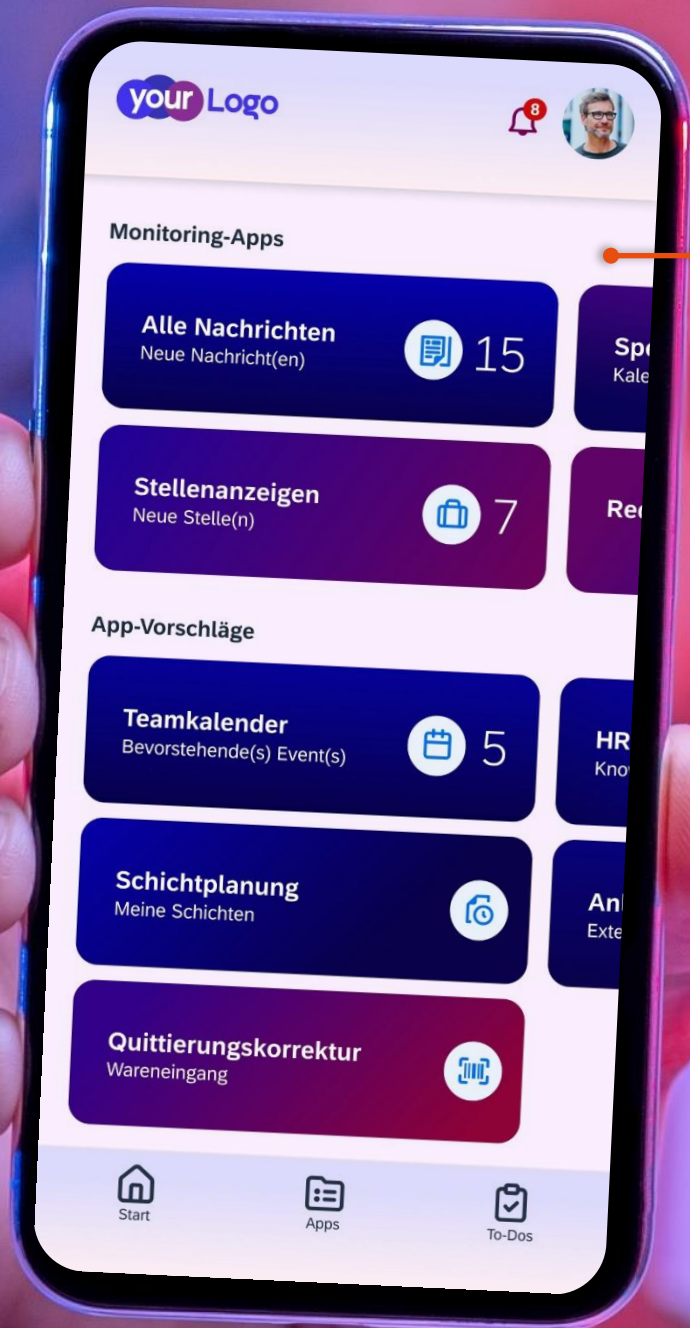 your Logo
8
Monitoring-Apps
Alle Nachrichten
Neue Nachricht(en)
15
Stellenanzeigen
Neue Stelle(n)
7
App-Vorschläge
Teamkalender
Bevorstehende(s) Event(s)
5
HR
Schichtplanung
Meine Schichten
Quittierungskorrektur
Wareneingang
Start
Apps
To-Dos